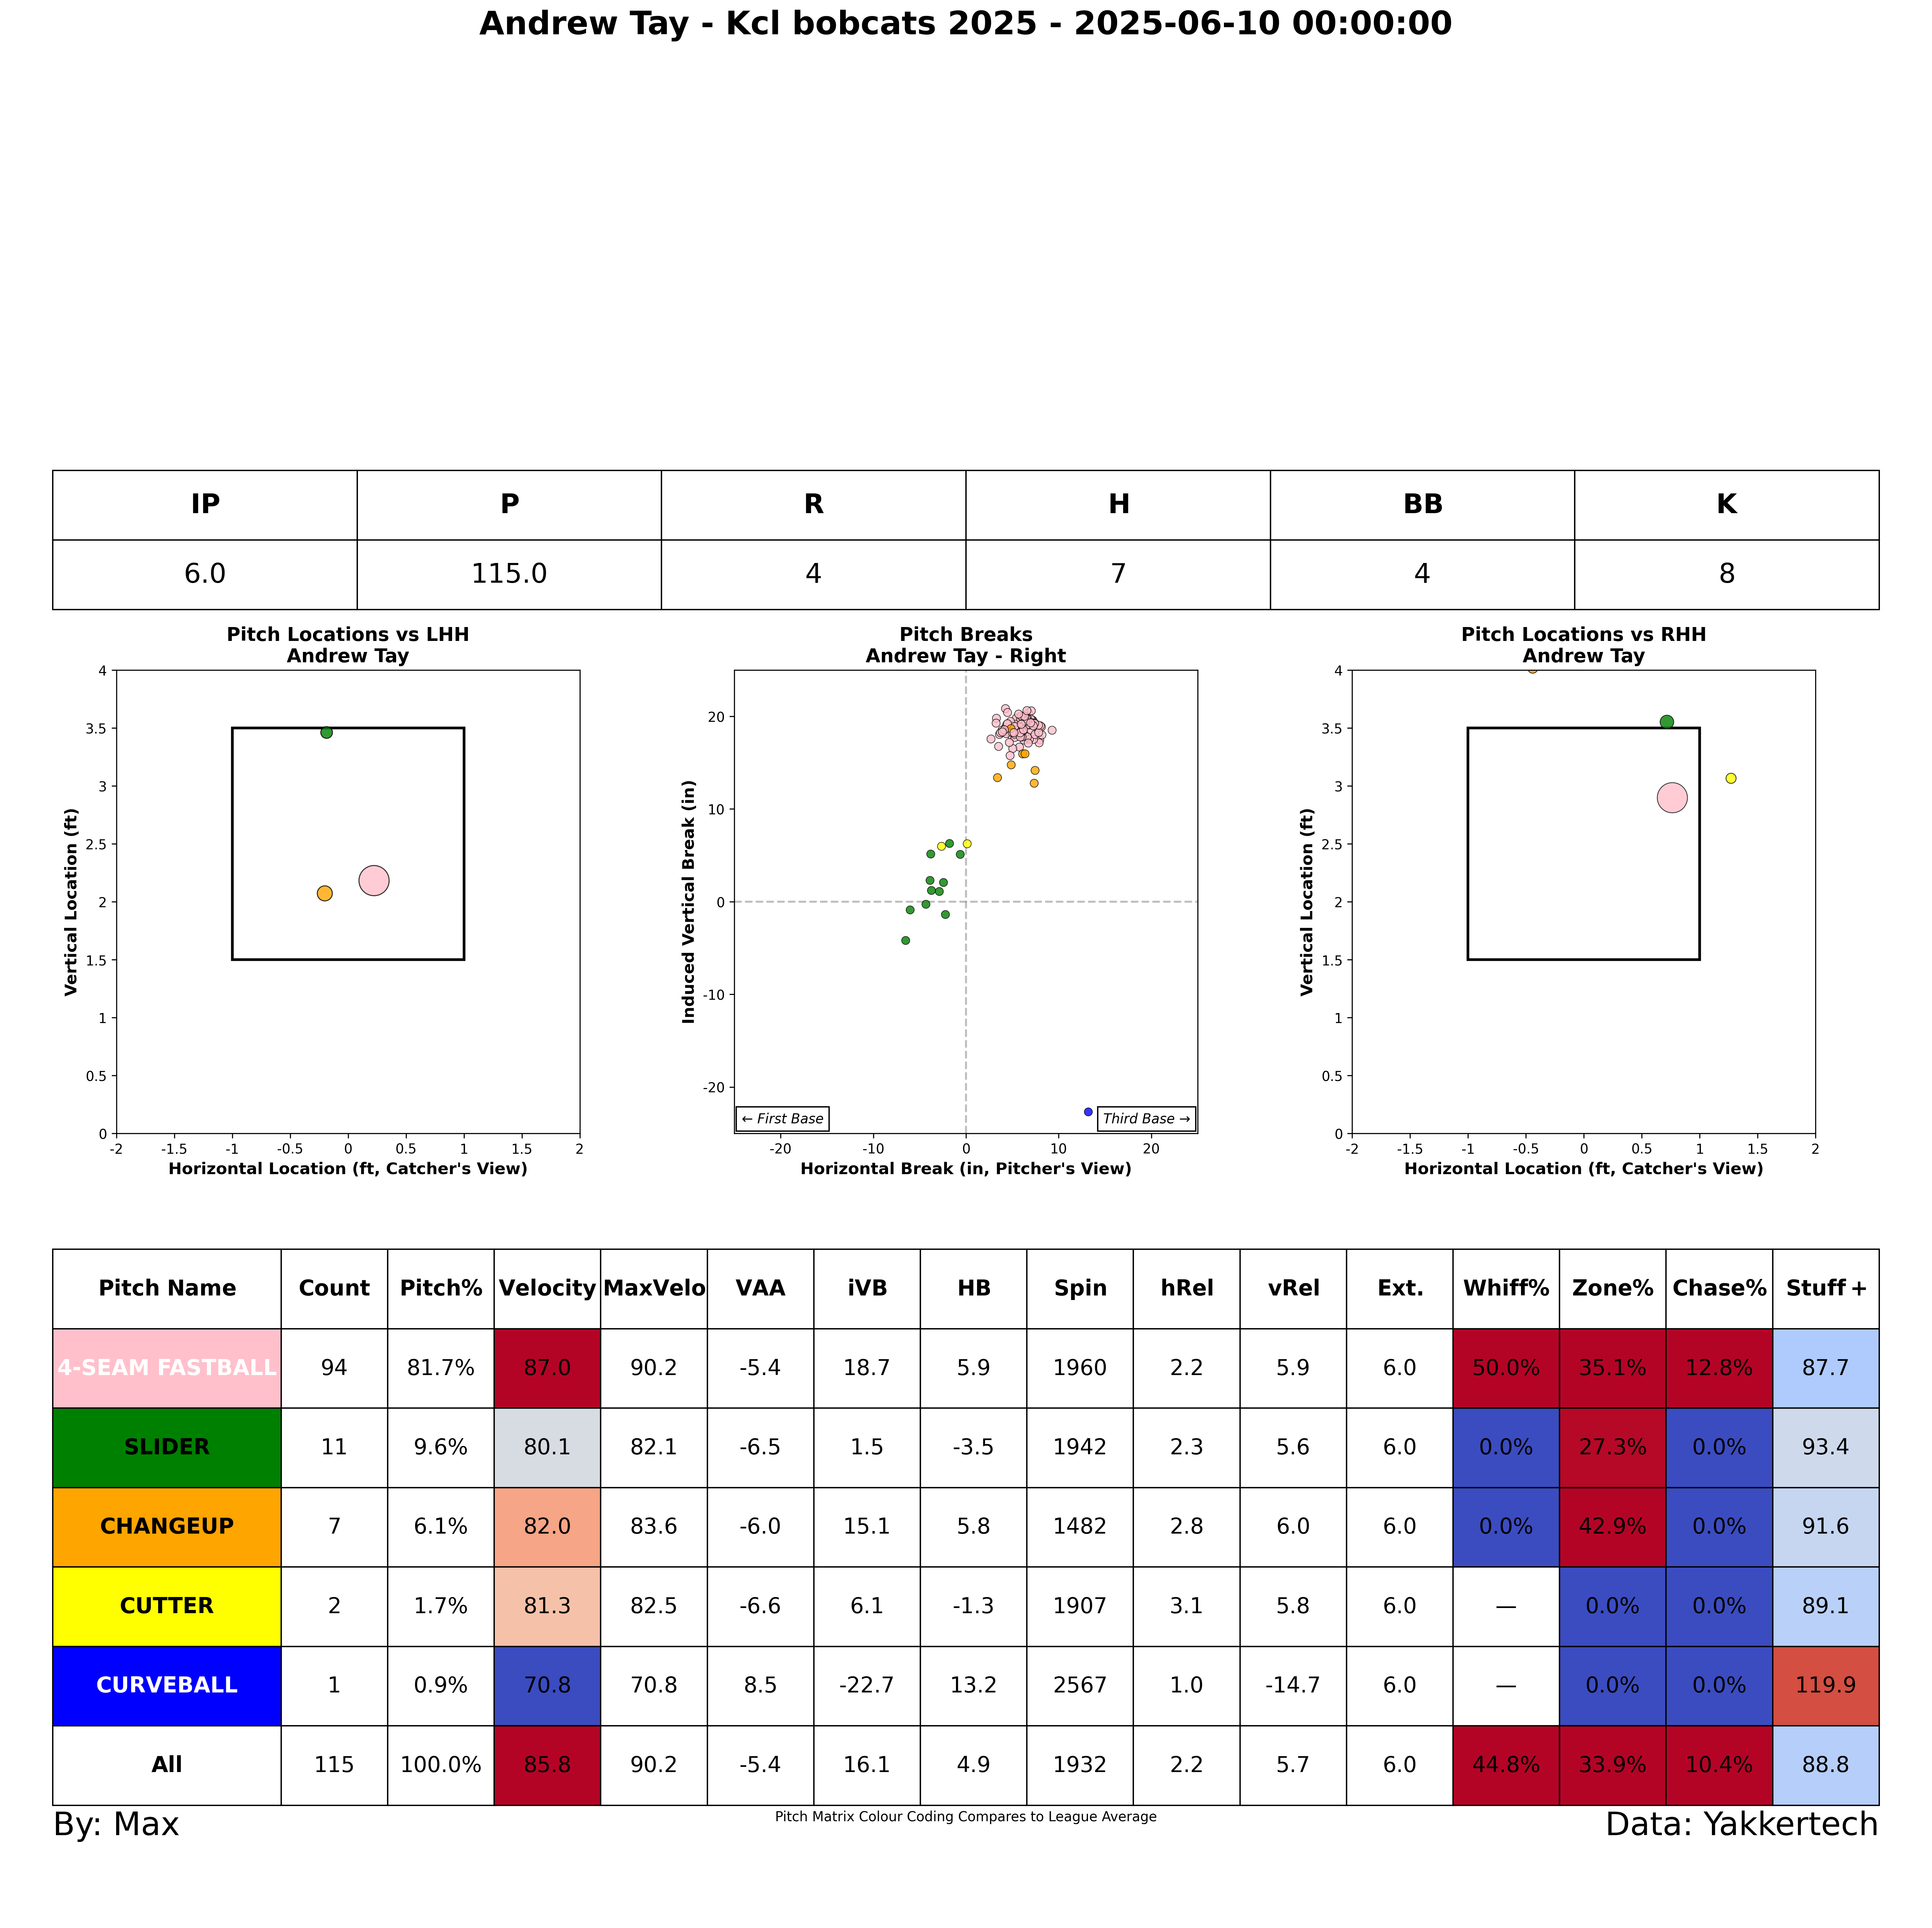 Andrew Tay - Kcl bobcats 2025 - 2025-06-10 00:00:00
IP P R H BB K
6.0 115.0 4 7 4 8
Pitch Locations vs LHH
Andrew Tay
4
3.5
3
2.5
2
1.5
1
0.5
0
-2 -1.5 -1 -0.5 0 0.5 1 1.5 2
Vertical Location (ft)
Horizontal Location (ft, Catcher's View)
Pitch Breaks
Andrew Tay - Right
20
10
0
-10
-20
← First Base
Third Base →
-20 -10 0 10 20
Induced Vertical Break (in)
Horizontal Break (in, Pitcher's View)
Pitch Locations vs RHH
Andrew Tay
4
3.5
3
2.5
2
1.5
1
0.5
0
-2 -1.5 -1 -0.5 0 0.5 1 1.5 2
Vertical Location (ft)
Horizontal Location (ft, Catcher's View)
Pitch Name Count Pitch% Velocity MaxVelo VAA iVB HB Spin hRel vRel Ext. Whiff% Zone% Chase% Stuff +
4-SEAM FASTBALL 94 81.7% 87.0 90.2 -5.4 18.7 5.9 1960 2.2 5.9 6.0 50.0% 35.1% 12.8% 87.7
SLIDER 11 9.6% 80.1 82.1 -6.5 1.5 -3.5 1942 2.3 5.6 6.0 0.0% 27.3% 0.0% 93.4
CHANGEUP 7 6.1% 82.0 83.6 -6.0 15.1 5.8 1482 2.8 6.0 6.0 0.0% 42.9% 0.0% 91.6
CUTTER 2 1.7% 81.3 82.5 -6.6 6.1 -1.3 1907 3.1 5.8 6.0 — 0.0% 0.0% 89.1
CURVEBALL 1 0.9% 70.8 70.8 8.5 -22.7 13.2 2567 1.0 -14.7 6.0 — 0.0% 0.0% 119.9
All 115 100.0% 85.8 90.2 -5.4 16.1 4.9 1932 2.2 5.7 6.0 44.8% 33.9% 10.4% 88.8
By: Max
Pitch Matrix Colour Coding Compares to League Average
Data: Yakkertech